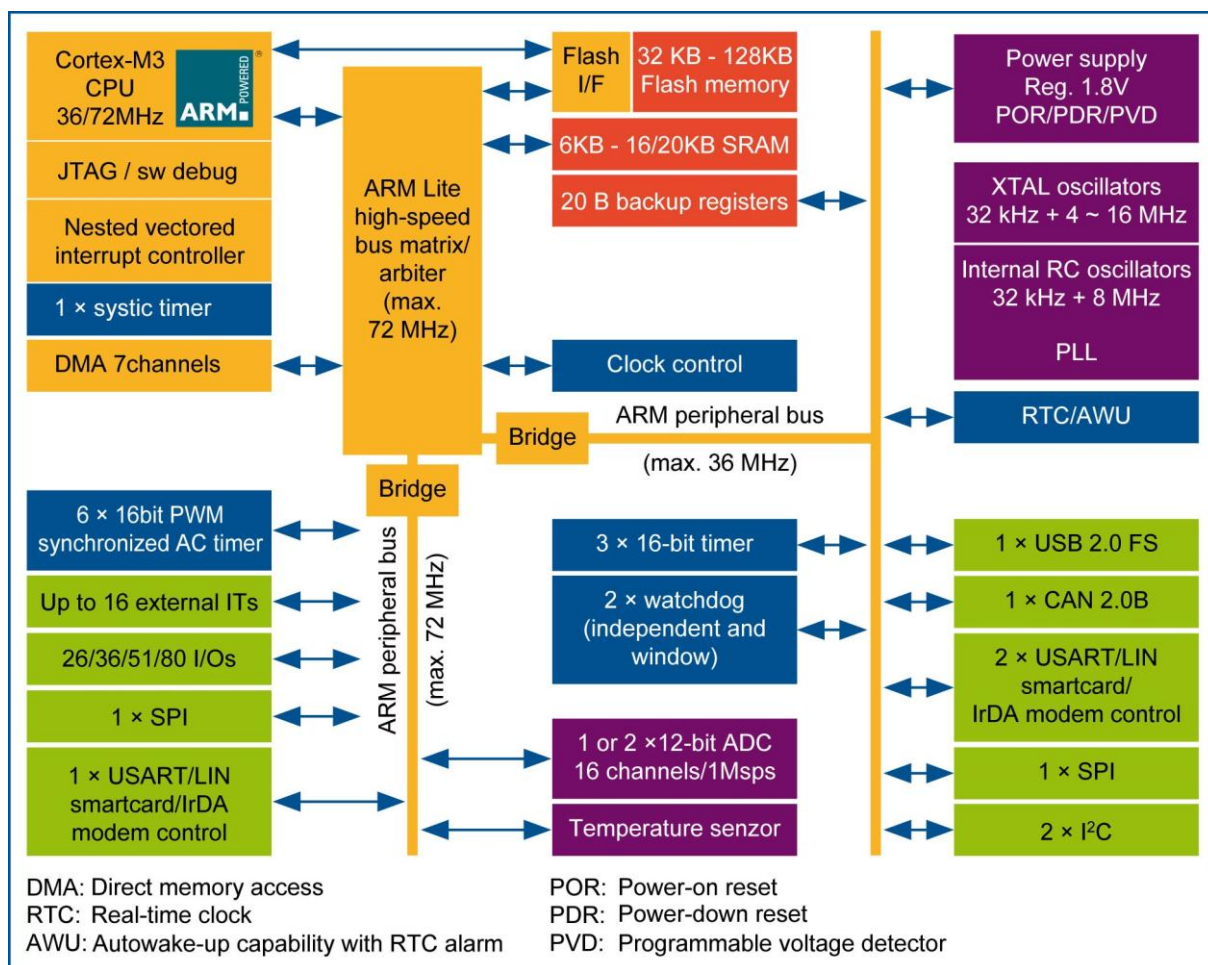 Cortex-M3
CPU
36/72MHz
ARM
POWERED
®
JTAG / sw debug
Nested vectored
interrupt controller
1 × systic timer
DMA 7channels
ARM Lite
high-speed
bus matrix/
arbiter
(max.
72 MHz)
Flash
I/F
32 KB - 128KB
Flash memory
6KB - 16/20KB SRAM
20 B backup registers
Clock control
Power supply
Reg. 1.8V
POR/PDR/PVD
XTAL oscillators
32 kHz + 4 ~ 16 MHz
Internal RC oscillators
32 kHz + 8 MHz
PLL
RTC/AWU
Bridge
ARM peripheral bus
(max. 36 MHz)
Bridge
ARM peripheral bus
(max. 72 MHz)
6 × 16bit PWM
synchronized AC timer
Up to 16 external ITs
26/36/51/80 I/Os
1 × SPI
1 × USART/LIN
smartcard/IrDA
modem control
3 × 16-bit timer
2 × watchdog
(independent and
window)
1 or 2 ×12-bit ADC
16 channels/1Msps
Temperature senzor
1 × USB 2.0 FS
1 × CAN 2.0B
2 × USART/LIN
smartcard/
IrDA modem control
1 × SPI
2 × I²C
DMA: Direct memory access
RTC: Real-time clock
AWU: Autowake-up capability with RTC alarm
POR: Power-on reset
PDR: Power-down reset
PVD: Programmable voltage detector